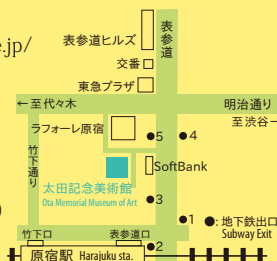 e.jp/
表参道ヒルズ
表参道
交番
東急プラザ
←至代々木
明治通り
至渋谷→
ラフォーレ原宿
5
4
竹下通り
SoftBank
太田記念美術館
Ota Memorial Museum of Art
3
)
1
●: 地下鉄出口
Subway Exit
竹下口
表参道口
2
原宿駅 Harajuku sta.